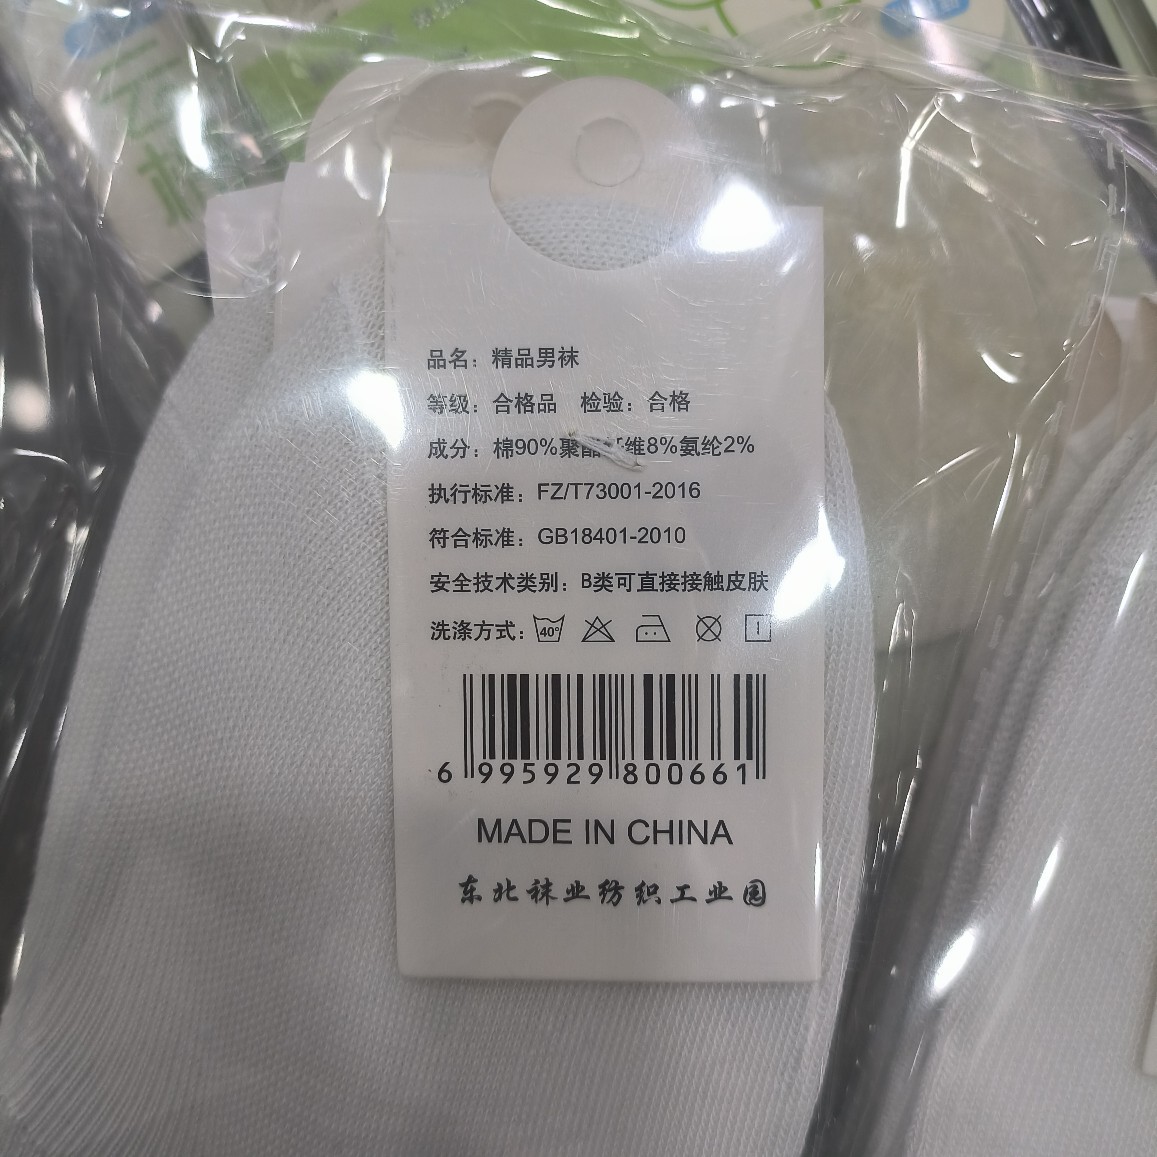 品名：精品男袜
等级：合格品 检验：合格
成分：棉90%聚酯纤维8%氨纶2%
执行标准：FZ/T73001-2016
符合标准：GB18401-2010
安全技术类别：B类可直接接触皮肤
洗涤方式：40°
6 995929 800661
MADE IN CHINA
东北袜业纺织工业园